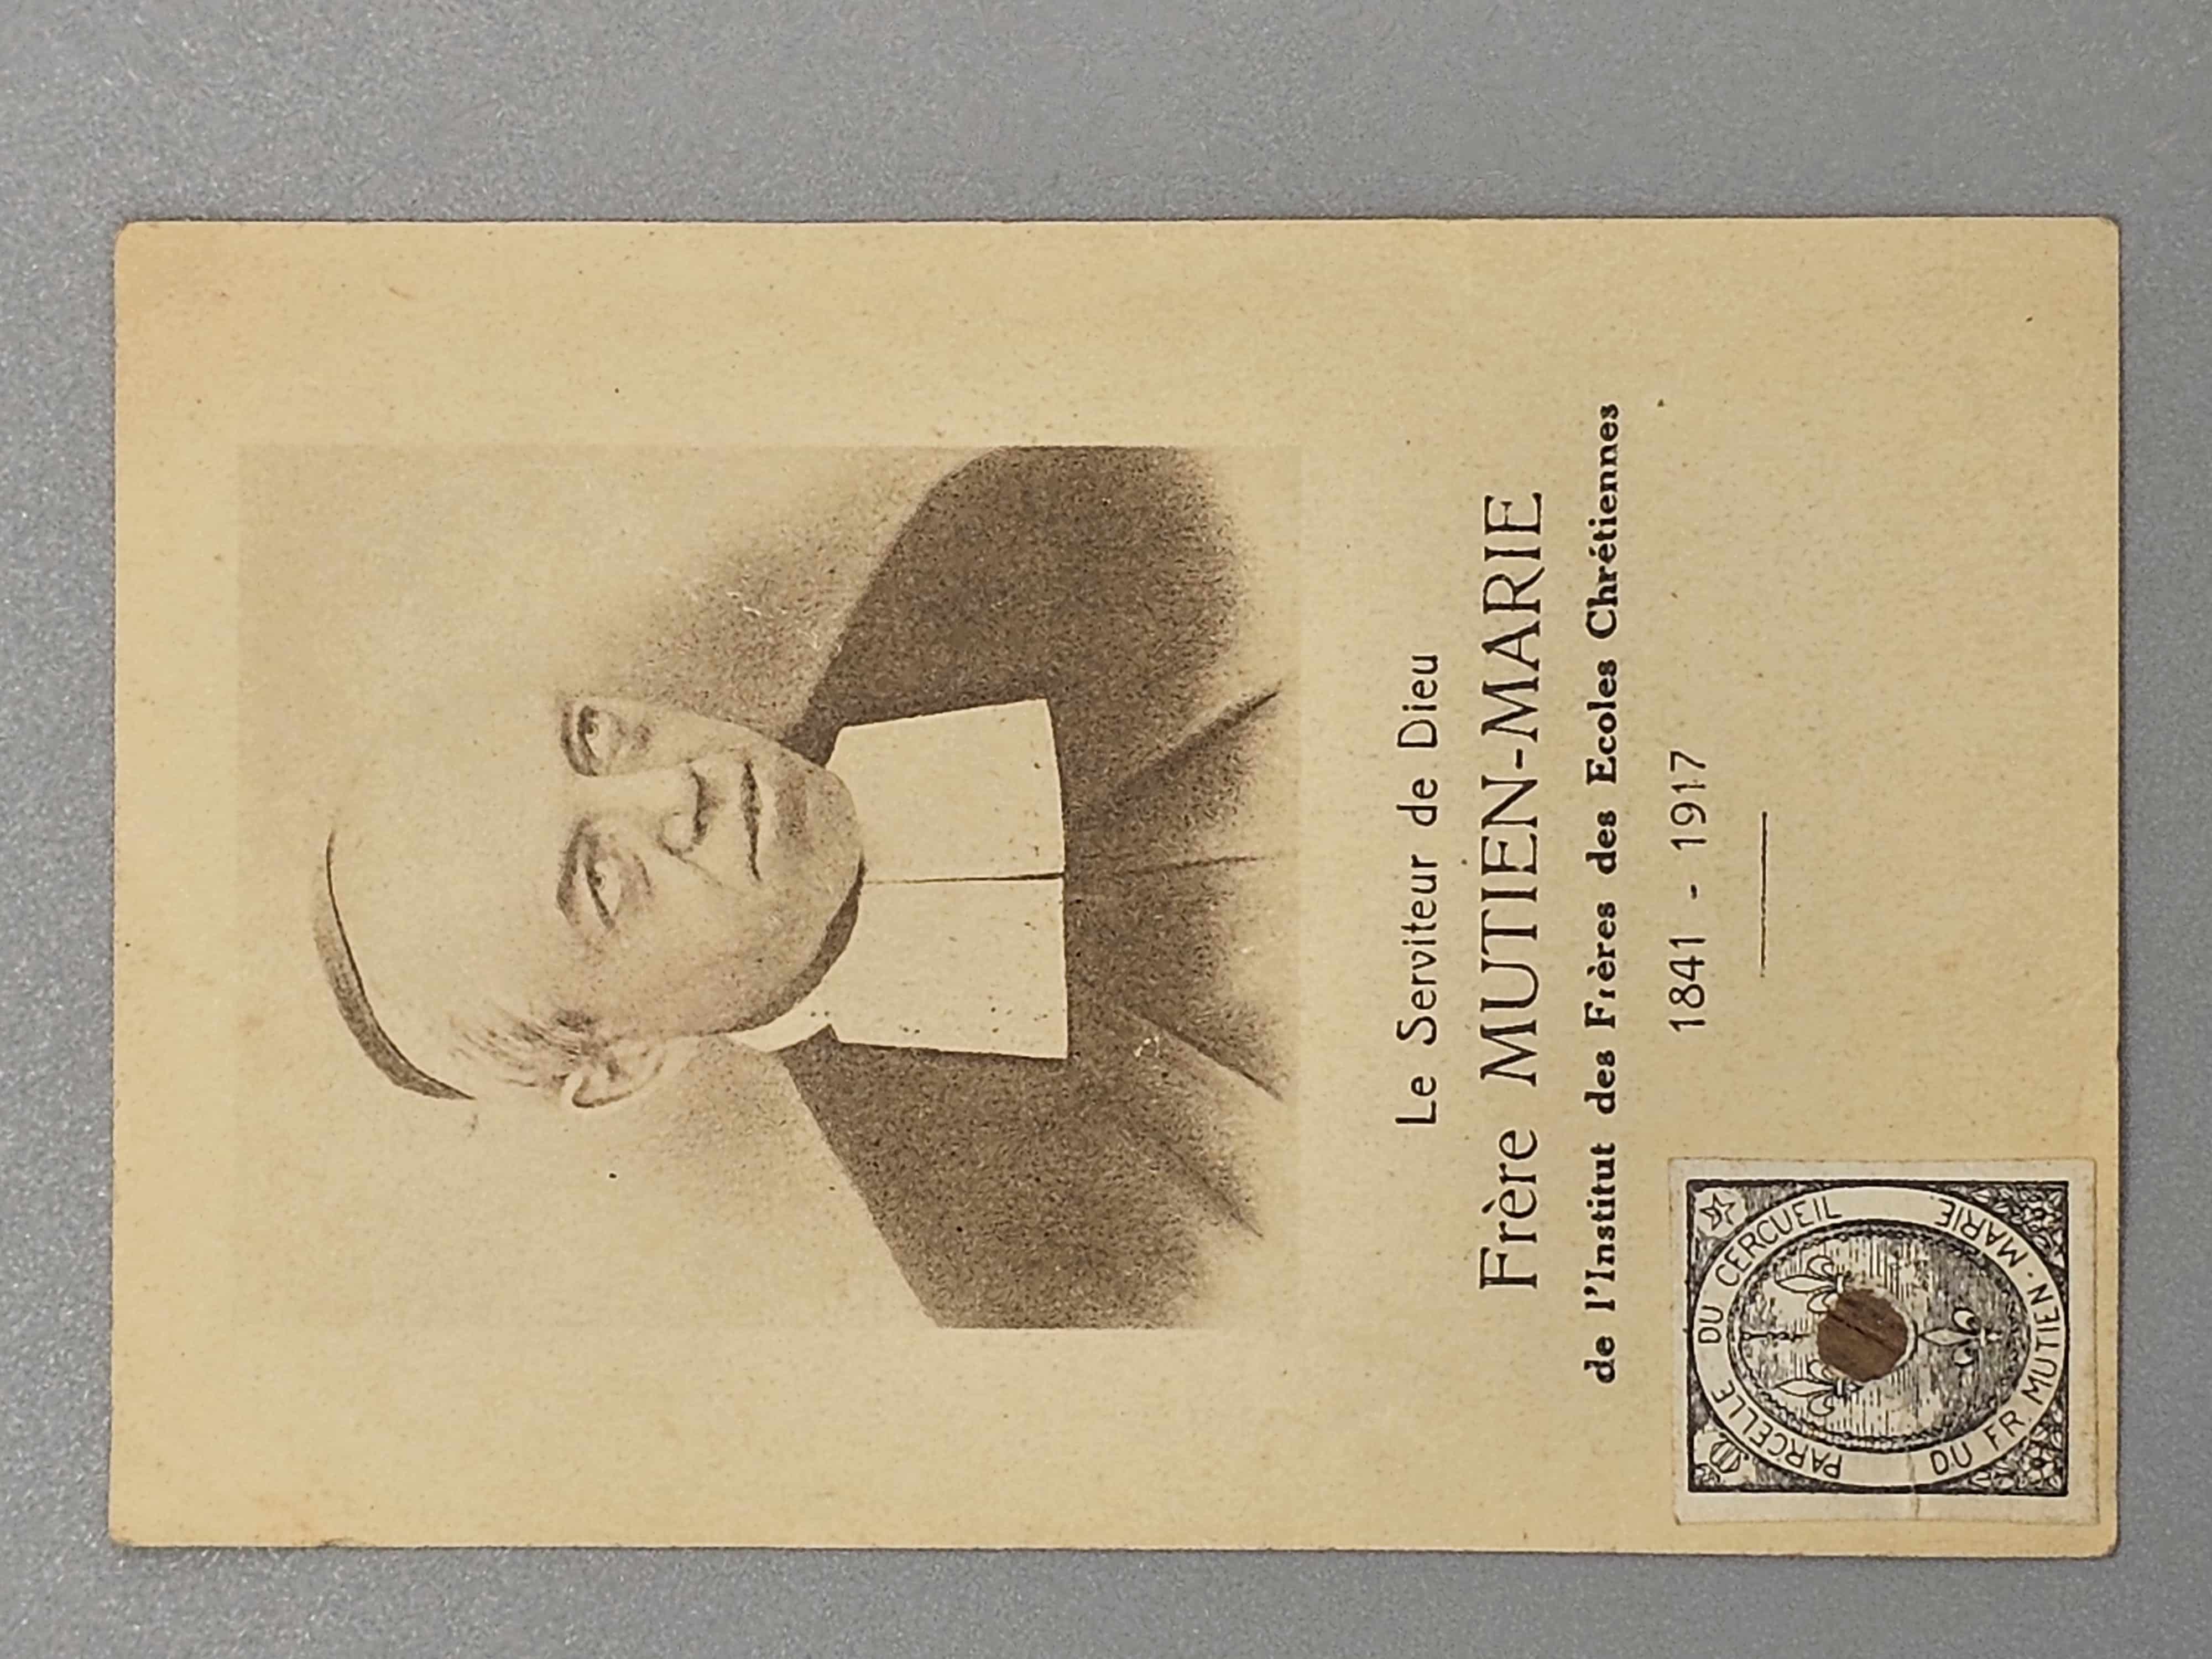 Le Serviteur de Dieu
Frère MUTIEN-MARIE
de l'Institut des Frères des Ecoles Chrétiennes
1841 - 1917
PARCELLE DU CERCUEIL
DU FR. MUTIEN-MARIE